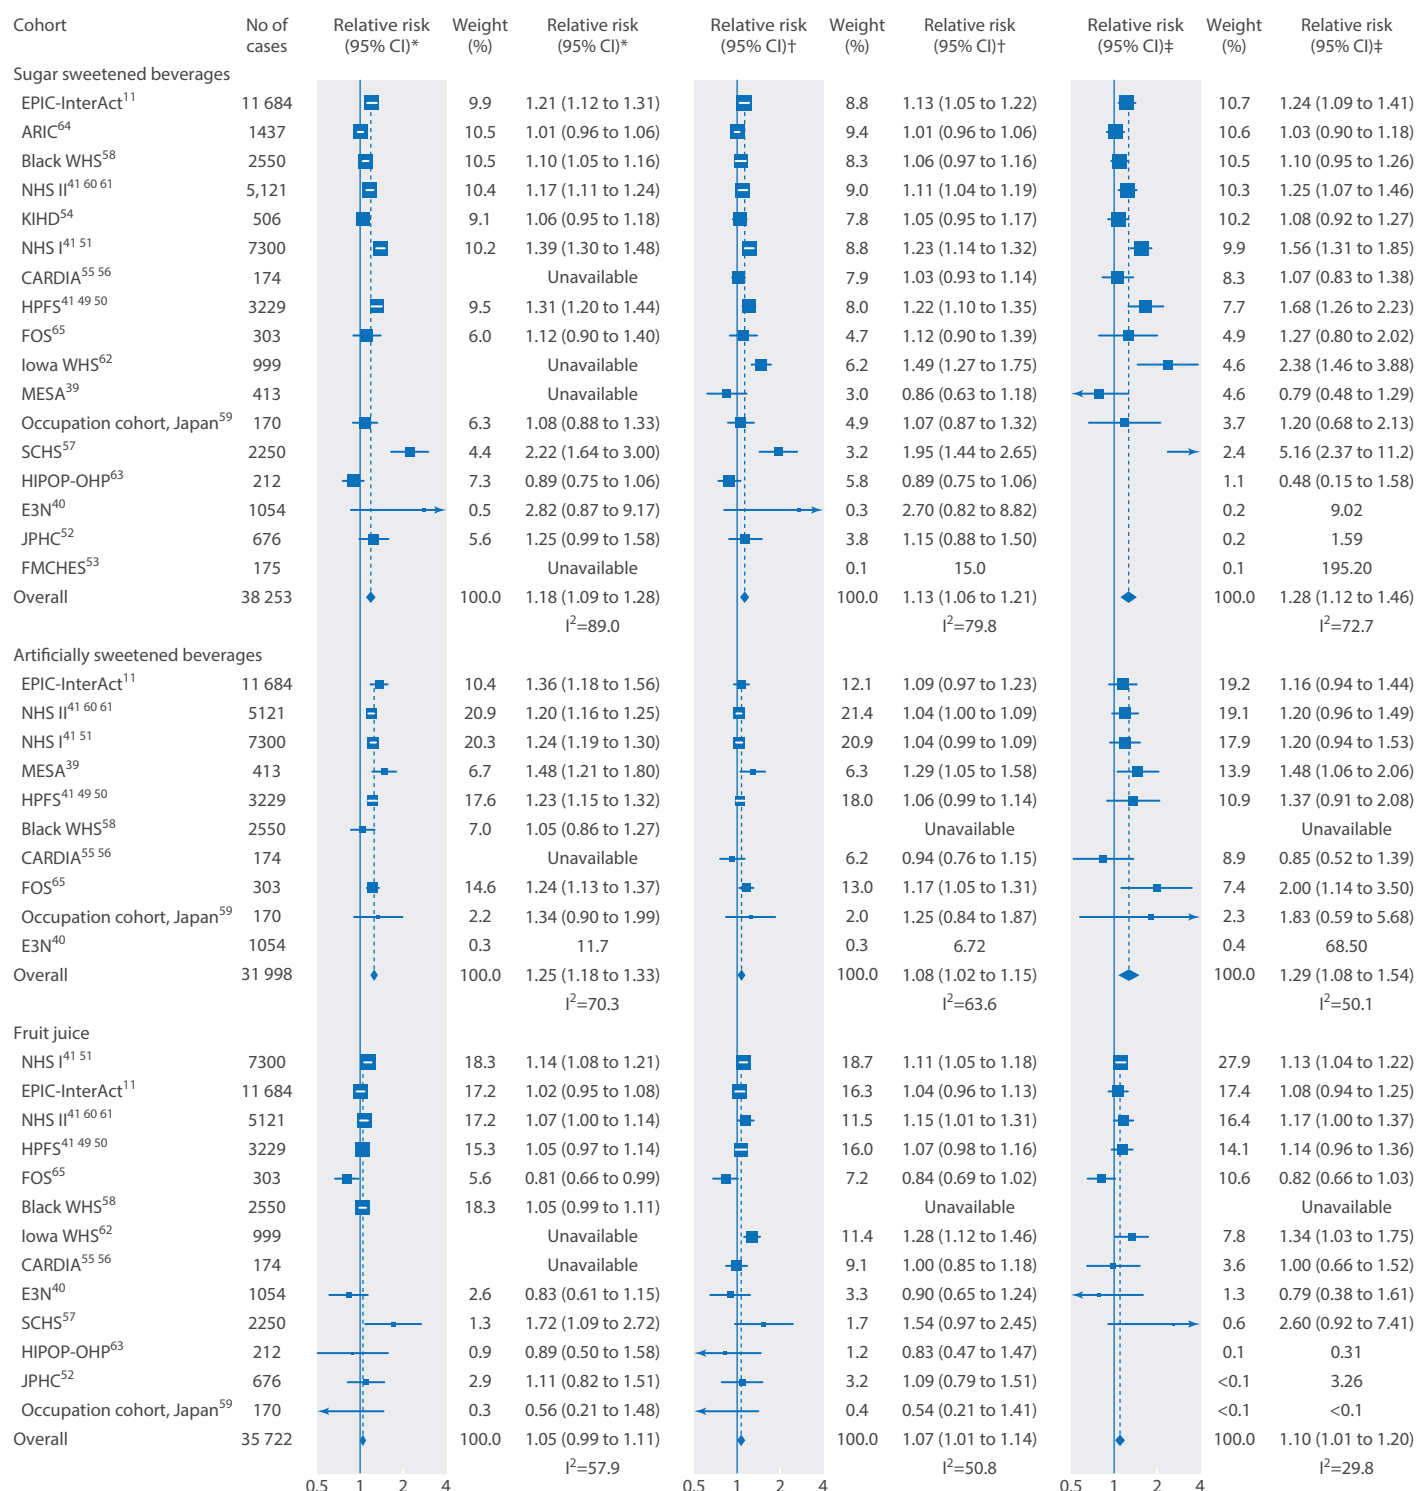 Cohort No of cases Relative risk (95% CI)* Weight (%) Relative risk (95% CI)* Relative risk (95% CI)† Weight (%) Relative risk (95% CI)† Relative risk (95% CI)‡ Weight (%) Relative risk (95% CI)‡
Sugar sweetened beverages
EPIC-InterAct11 11 684 9.9 1.21 (1.12 to 1.31) 8.8 1.13 (1.05 to 1.22) 10.7 1.24 (1.09 to 1.41)
ARIC64 1437 10.5 1.01 (0.96 to 1.06) 9.4 1.01 (0.96 to 1.06) 10.6 1.03 (0.90 to 1.18)
Black WHS58 2550 10.5 1.10 (1.05 to 1.16) 8.3 1.06 (0.97 to 1.16) 10.5 1.10 (0.95 to 1.26)
NHS II41 60 61 5,121 10.4 1.17 (1.11 to 1.24) 9.0 1.11 (1.04 to 1.19) 10.3 1.25 (1.07 to 1.46)
KIHD54 506 9.1 1.06 (0.95 to 1.18) 7.8 1.05 (0.95 to 1.17) 10.2 1.08 (0.92 to 1.27)
NHS I41 51 7300 10.2 1.39 (1.30 to 1.48) 8.8 1.23 (1.14 to 1.32) 9.9 1.56 (1.31 to 1.85)
CARDIA55 56 174 Unavailable 7.9 1.03 (0.93 to 1.14) 8.3 1.07 (0.83 to 1.38)
HPFS41 49 50 3229 9.5 1.31 (1.20 to 1.44) 8.0 1.22 (1.10 to 1.35) 7.7 1.68 (1.26 to 2.23)
FOS65 303 6.0 1.12 (0.90 to 1.40) 4.7 1.12 (0.90 to 1.39) 4.9 1.27 (0.80 to 2.02)
Iowa WHS62 999 Unavailable 6.2 1.49 (1.27 to 1.75) 4.6 2.38 (1.46 to 3.88)
MESA39 413 Unavailable 3.0 0.86 (0.63 to 1.18) 4.6 0.79 (0.48 to 1.29)
Occupation cohort, Japan59 170 6.3 1.08 (0.88 to 1.33) 4.9 1.07 (0.87 to 1.32) 3.7 1.20 (0.68 to 2.13)
SCHS57 2250 4.4 2.22 (1.64 to 3.00) 3.2 1.95 (1.44 to 2.65) 2.4 5.16 (2.37 to 11.2)
HIPOP-OHP63 212 7.3 0.89 (0.75 to 1.06) 5.8 0.89 (0.75 to 1.06) 1.1 0.48 (0.15 to 1.58)
E3N40 1054 0.5 2.82 (0.87 to 9.17) 0.3 2.70 (0.82 to 8.82) 0.2 9.02
JPHC52 676 5.6 1.25 (0.99 to 1.58) 3.8 1.15 (0.88 to 1.50) 0.2 1.59
FMCHES53 175 Unavailable 0.1 15.0 0.1 195.20
Overall 38 253 100.0 1.18 (1.09 to 1.28) 100.0 1.13 (1.06 to 1.21) 100.0 1.28 (1.12 to 1.46)
I2=89.0 I2=79.8 I2=72.7
Artificially sweetened beverages
EPIC-InterAct11 11 684 10.4 1.36 (1.18 to 1.56) 12.1 1.09 (0.97 to 1.23) 19.2 1.16 (0.94 to 1.44)
NHS II41 60 61 5121 20.9 1.20 (1.16 to 1.25) 21.4 1.04 (1.00 to 1.09) 19.1 1.20 (0.96 to 1.49)
NHS I41 51 7300 20.3 1.24 (1.19 to 1.30) 20.9 1.04 (0.99 to 1.09) 17.9 1.20 (0.94 to 1.53)
MESA39 413 6.7 1.48 (1.21 to 1.80) 6.3 1.29 (1.05 to 1.58) 13.9 1.48 (1.06 to 2.06)
HPFS41 49 50 3229 17.6 1.23 (1.15 to 1.32) 18.0 1.06 (0.99 to 1.14) 10.9 1.37 (0.91 to 2.08)
Black WHS58 2550 7.0 1.05 (0.86 to 1.27) Unavailable Unavailable
CARDIA55 56 174 Unavailable 6.2 0.94 (0.76 to 1.15) 8.9 0.85 (0.52 to 1.39)
FOS65 303 14.6 1.24 (1.13 to 1.37) 13.0 1.17 (1.05 to 1.31) 7.4 2.00 (1.14 to 3.50)
Occupation cohort, Japan59 170 2.2 1.34 (0.90 to 1.99) 2.0 1.25 (0.84 to 1.87) 2.3 1.83 (0.59 to 5.68)
E3N40 1054 0.3 11.7 0.3 6.72 0.4 68.50
Overall 31 998 100.0 1.25 (1.18 to 1.33) 100.0 1.08 (1.02 to 1.15) 100.0 1.29 (1.08 to 1.54)
I2=70.3 I2=63.6 I2=50.1
Fruit juice
NHS I41 51 7300 18.3 1.14 (1.08 to 1.21) 18.7 1.11 (1.05 to 1.18) 27.9 1.13 (1.04 to 1.22)
EPIC-InterAct11 11 684 17.2 1.02 (0.95 to 1.08) 16.3 1.04 (0.96 to 1.13) 17.4 1.08 (0.94 to 1.25)
NHS II41 60 61 5121 17.2 1.07 (1.00 to 1.14) 11.5 1.15 (1.01 to 1.31) 16.4 1.17 (1.00 to 1.37)
HPFS41 49 50 3229 15.3 1.05 (0.97 to 1.14) 16.0 1.07 (0.98 to 1.16) 14.1 1.14 (0.96 to 1.36)
FOS65 303 5.6 0.81 (0.66 to 0.99) 7.2 0.84 (0.69 to 1.02) 10.6 0.82 (0.66 to 1.03)
Black WHS58 2550 18.3 1.05 (0.99 to 1.11) Unavailable Unavailable
Iowa WHS62 999 Unavailable 11.4 1.28 (1.12 to 1.46) 7.8 1.34 (1.03 to 1.75)
CARDIA55 56 174 Unavailable 9.1 1.00 (0.85 to 1.18) 3.6 1.00 (0.66 to 1.52)
E3N40 1054 2.6 0.83 (0.61 to 1.15) 3.3 0.90 (0.65 to 1.24) 1.3 0.79 (0.38 to 1.61)
SCHS57 2250 1.3 1.72 (1.09 to 2.72) 1.7 1.54 (0.97 to 2.45) 0.6 2.60 (0.92 to 7.41)
HIPOP-OHP63 212 0.9 0.89 (0.50 to 1.58) 1.2 0.83 (0.47 to 1.47) 0.1 0.31
JPHC52 676 2.9 1.11 (0.82 to 1.51) 3.2 1.09 (0.79 to 1.51) <0.1 3.26
Occupation cohort, Japan59 170 0.3 0.56 (0.21 to 1.48) 0.4 0.54 (0.21 to 1.41) <0.1 <0.1
Overall 35 722 100.0 1.05 (0.99 to 1.11) 100.0 1.07 (1.01 to 1.14) 100.0 1.10 (1.01 to 1.20)
I2=57.9 I2=50.8 I2=29.8
0.5 1 2 4 0.5 1 2 4 0.5 1 2 4